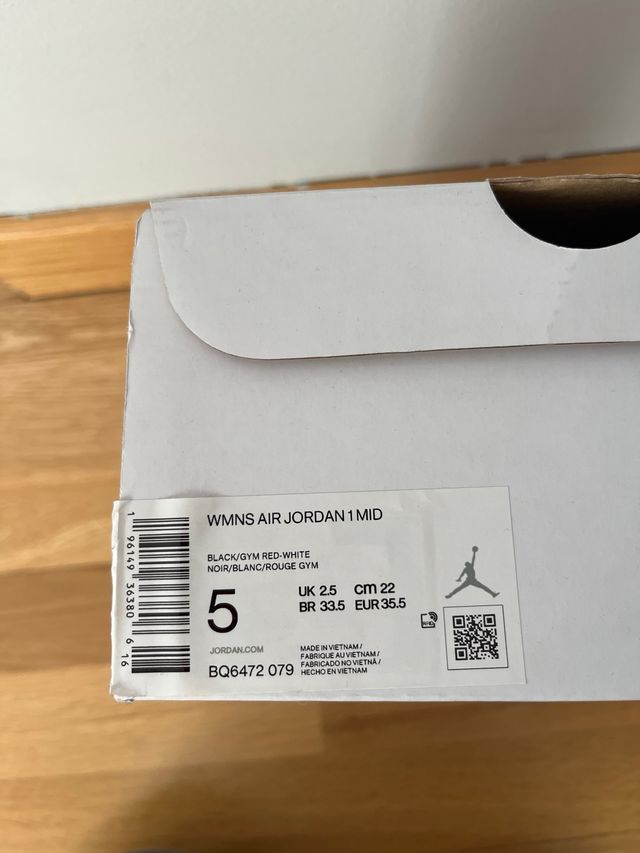 WMNS AIR JORDAN 1 MID
BLACK/GYM RED-WHITE
NOIR/BLANC/ROUGE GYM
5
UK 2.5 cm 22
BR 33.5 EUR 35.5
JORDAN.COM
BQ6472 079
MADE IN VIETNAM /
FABRIQUE AU VIETNAM /
FABRICADO NO VIETNÃ /
HECHO EN VIETNAM
RFID
1 96149 36380 6 16